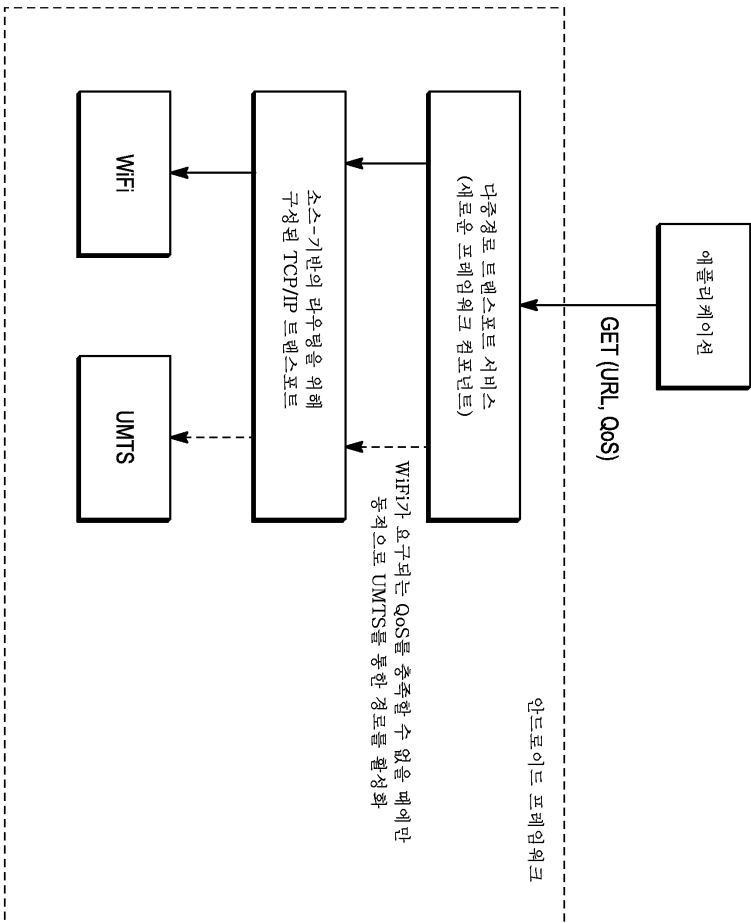 애플리케이션
GET (URL, QoS)
안드로이드 프레임워크
다중경로 트랜스포트 서비스
(새로운 프레임워크 컴포넌트)
WiFi가 요구되는 QoS를 충족할 수 없을 때에만
동적으로 UMTS를 통한 경로를 활성화
소스-기반의 라우팅을 위해
구성된 TCP/IP 트랜스포트
WiFi
UMTS